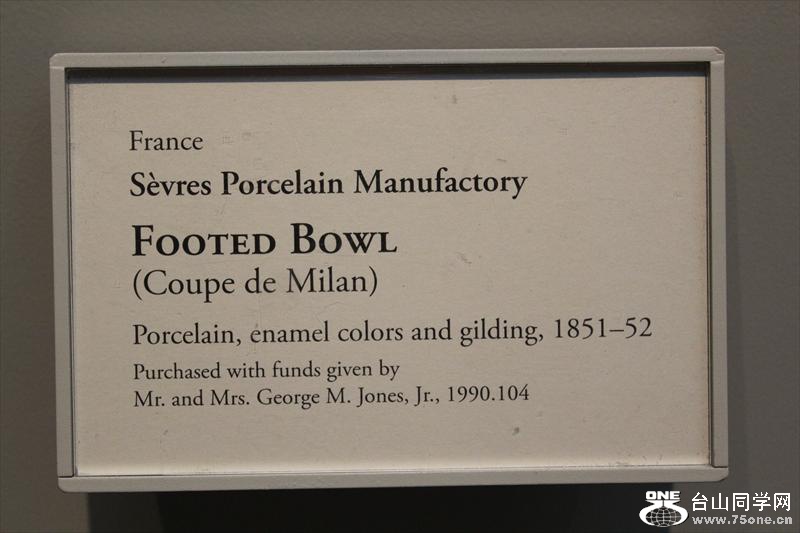 France
Sèvres Porcelain Manufactory
FOOTED BOWL
(Coupe de Milan)
Porcelain, enamel colors and gilding, 1851–52
Purchased with funds given by
Mr. and Mrs. George M. Jones, Jr., 1990.104
ONE 台山同学网
www.75one.cn